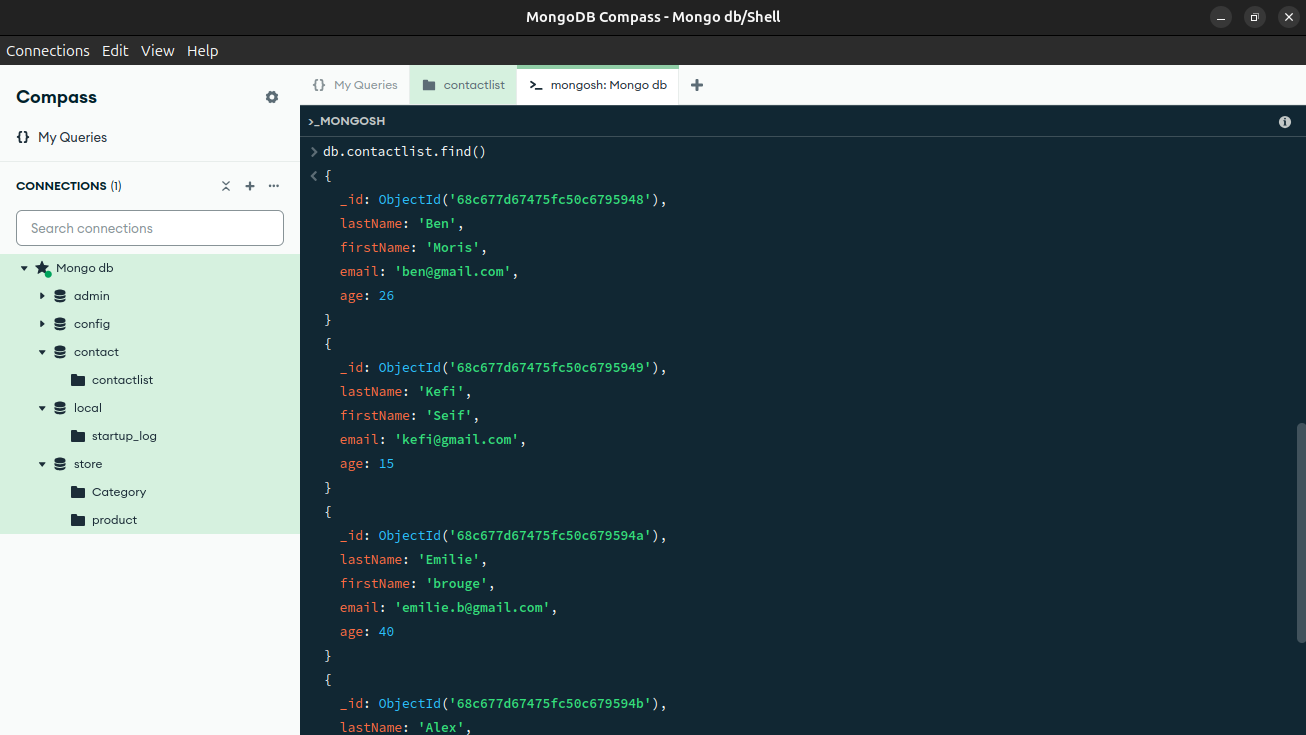 MongoDB Compass - Mongo db/Shell
Connections Edit View Help
Compass
{} My Queries
CONNECTIONS (1)
Search connections
Mongo db
admin
config
contact
contactlist
local
startup_log
store
Category
product
{} My Queries
contactlist
>_ mongosh: Mongo db
>_MONGOSH
> db.contactlist.find()
< {
_id: ObjectId('68c677d67475fc50c6795948'),
lastName: 'Ben',
firstName: 'Moris',
email: 'ben@gmail.com',
age: 26
}
{
_id: ObjectId('68c677d67475fc50c6795949'),
lastName: 'Kefi',
firstName: 'Seif',
email: 'kefi@gmail.com',
age: 15
}
{
_id: ObjectId('68c677d67475fc50c679594a'),
lastName: 'Emilie',
firstName: 'brouge',
email: 'emilie.b@gmail.com',
age: 40
}
{
_id: ObjectId('68c677d67475fc50c679594b'),
lastName: 'Alex',